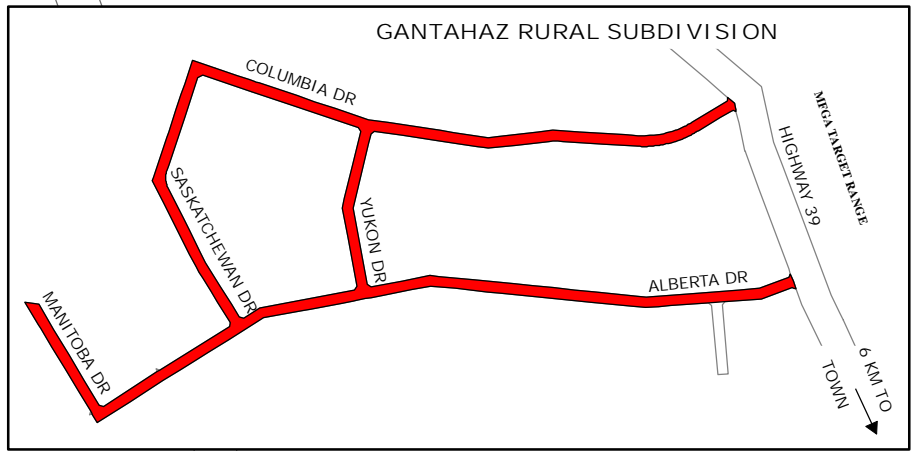 GANTAHAZ RURAL SUBDIVISION
COLUMBIA DR
MFGA TARGET RANGE
HIGHWAY 39
SASKATCHEWAN DR
YUKON DR
ALBERTA DR
MANITOBA DR
6 KM TO
TOWN